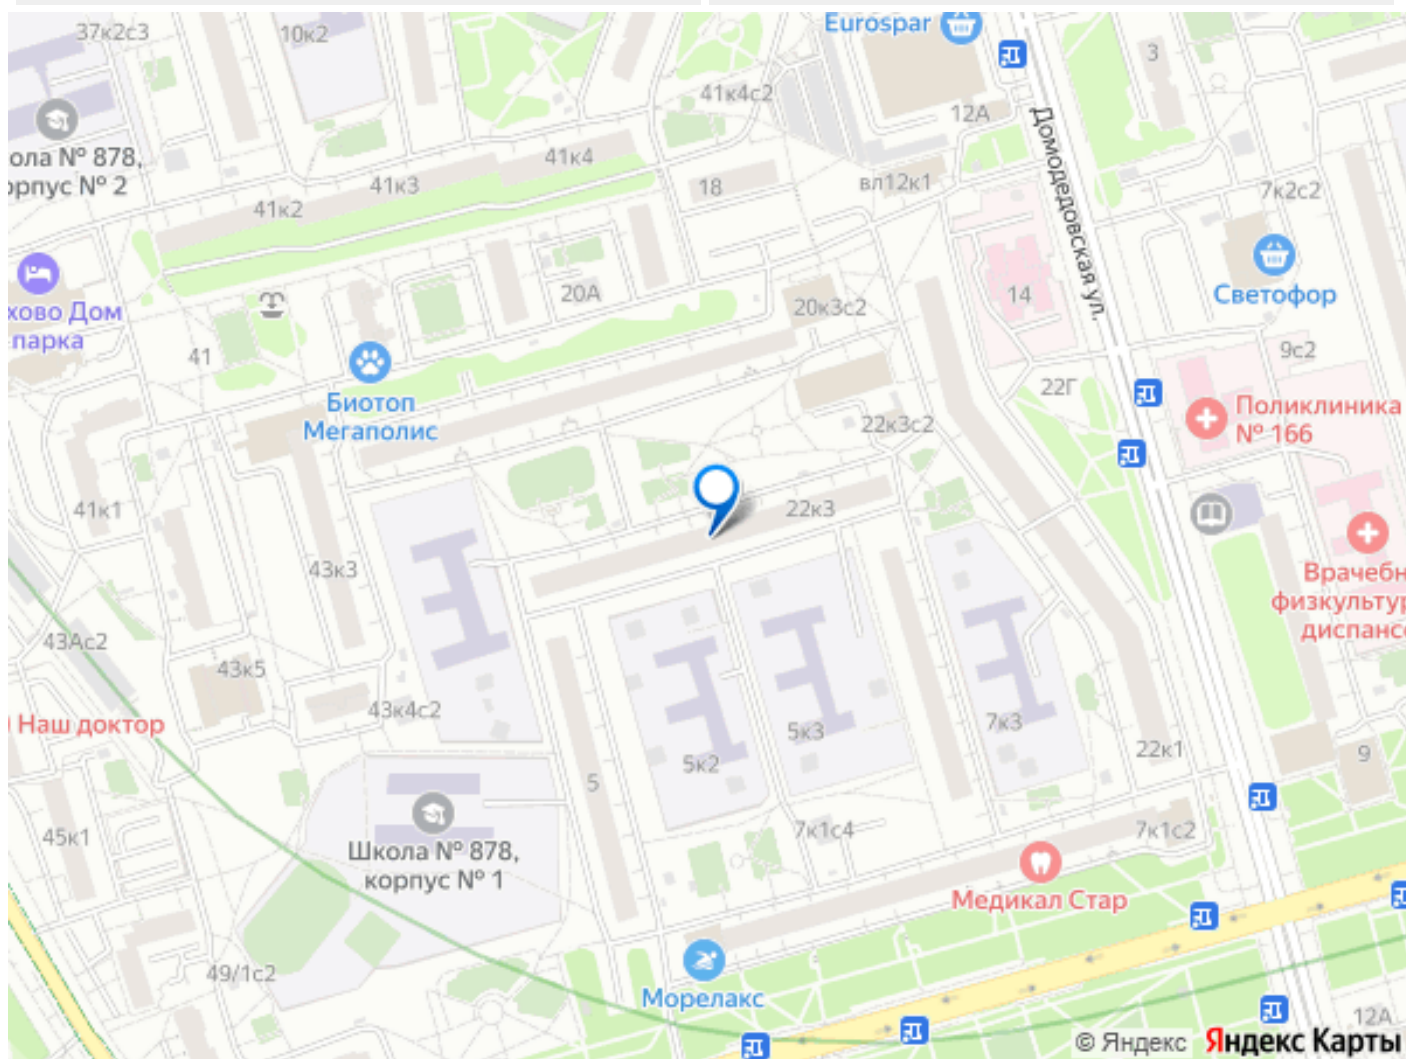 37к2с3
10к2
Eurospar
3
41к4с2
12А
ола № 878,
орпус № 2
41к4
41к3
41к2
18
вл12к1
7к2с2
Домодедовская ул.
хово Дом
парка
20А
14
20к3с2
Светофор
41
9с2
Биотоп
Мегаполис
22Г
Поликлиника
№ 166
22к3с2
41к1
22к3
43к3
Врачебн
физкультур
диспансе
43Ас2
43к5
43к4с2
Наш доктор
5к3
7к3
5к2
22к1
9
5
45к1
7к1с4
7к1с2
Школа № 878,
корпус № 1
Медикал Стар
49/1с2
Морелакс
12А
© Яндекс Яндекс Карты